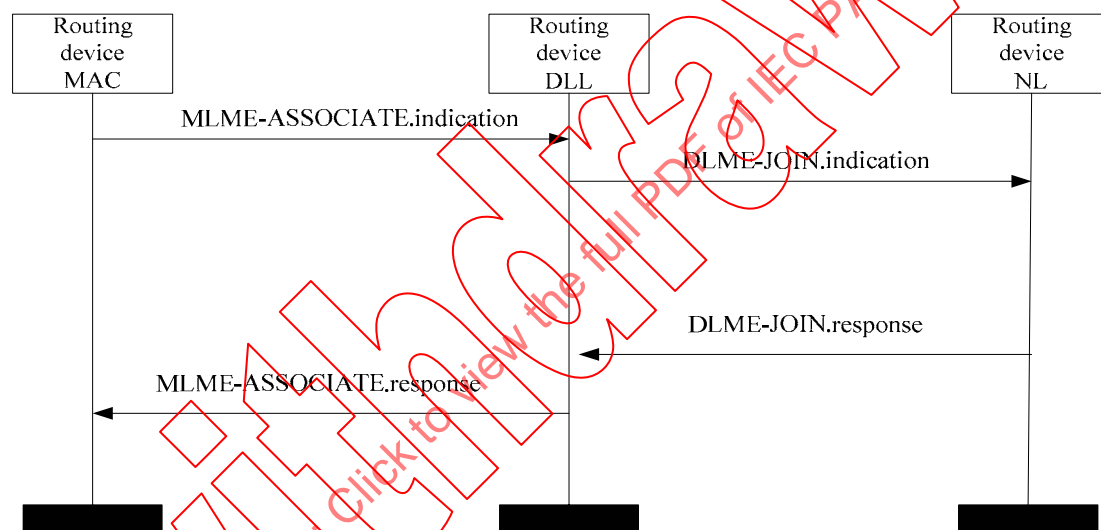 Routing
device
MAC
Routing
device
DLL
Routing
device
NL
MLME-ASSOCIATE.indication
DLME-JOIN.indication
DLME-JOIN.response
MLME-ASSOCIATE.response
Click to view the full PDF of IEC PA